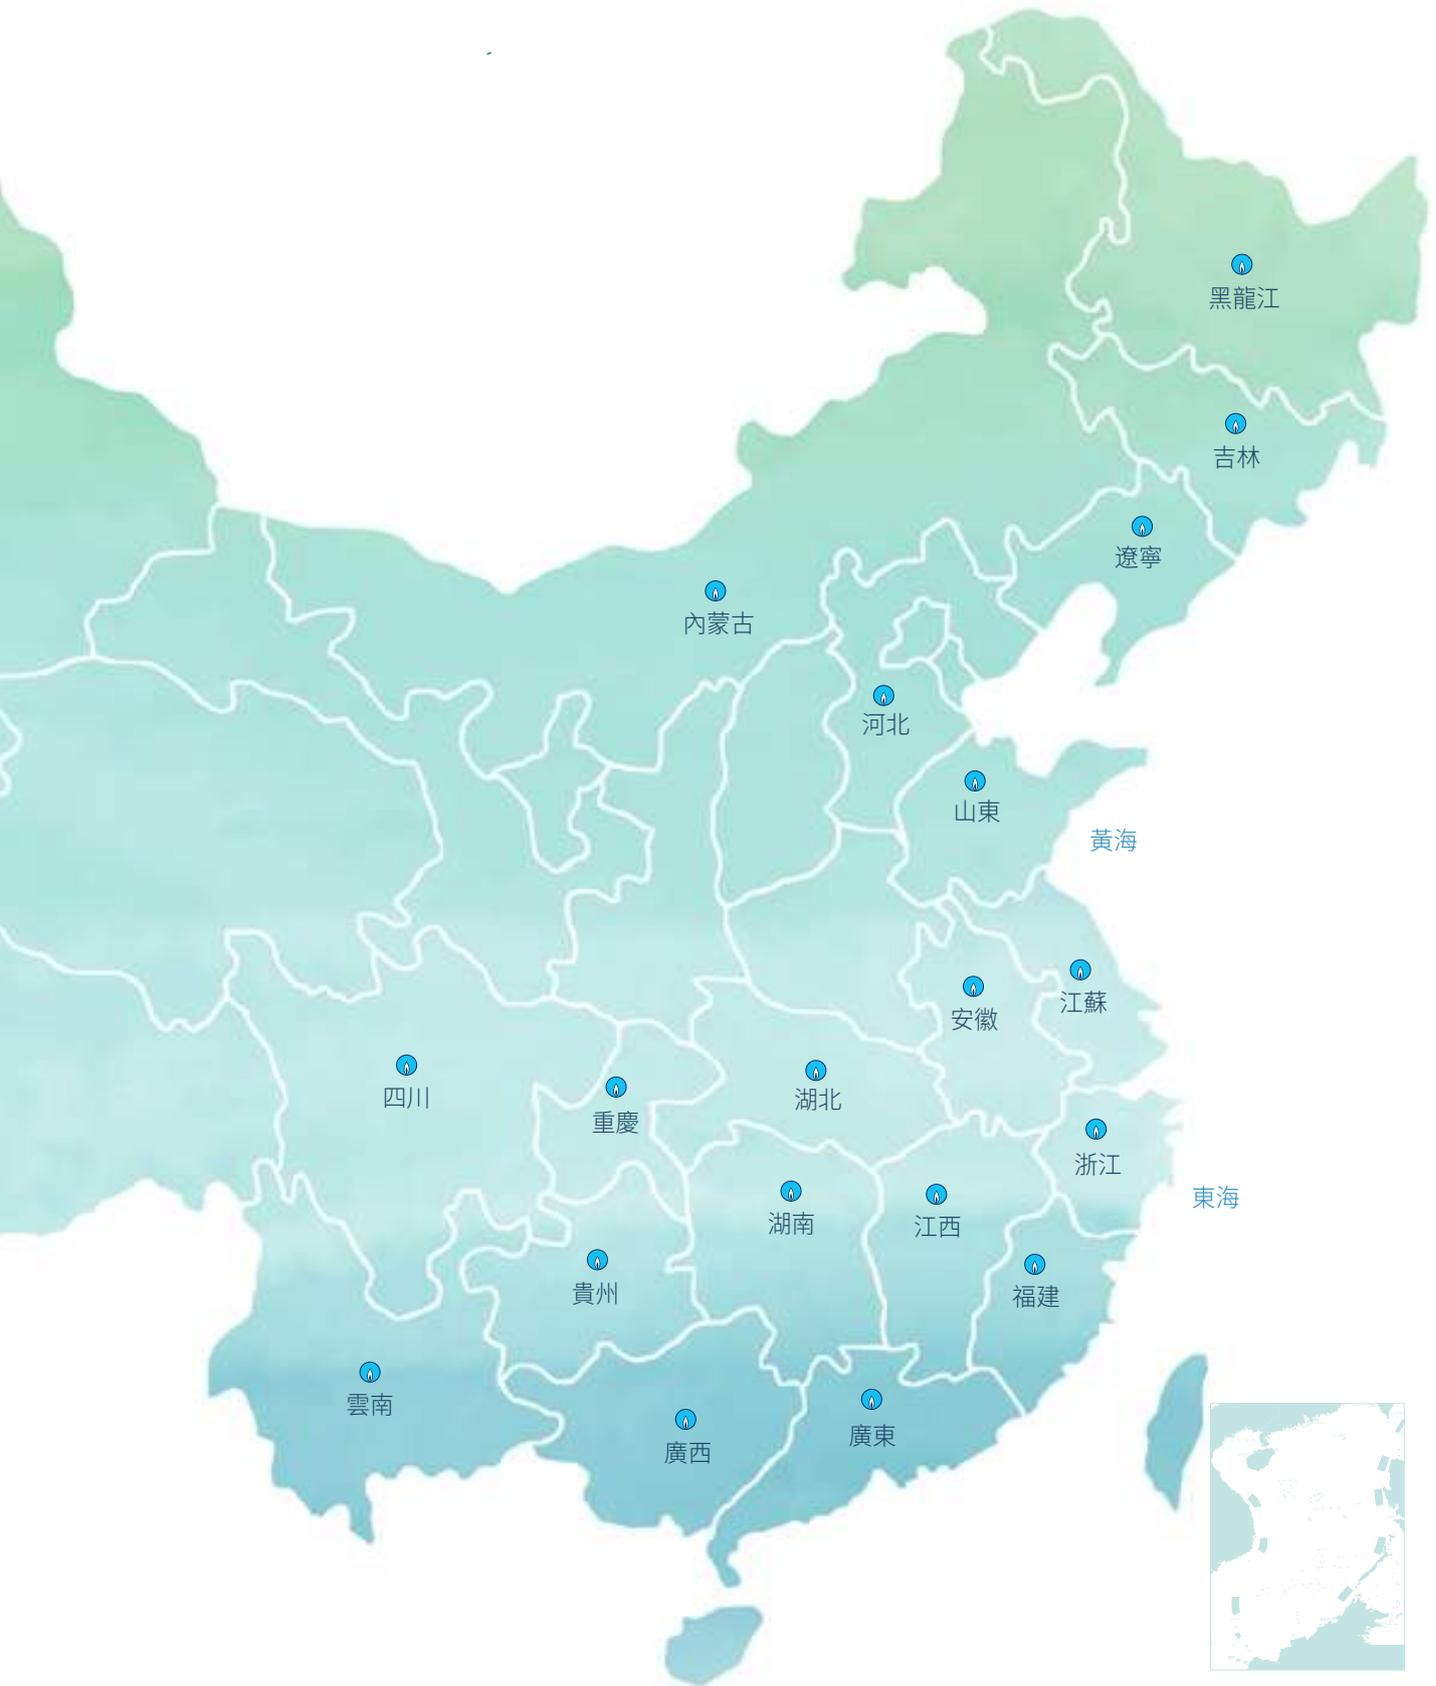 黑龍江
吉林
遼寧
內蒙古
河北
山東
黃海
江蘇
安徽
四川
重慶
湖北
浙江
湖南
江西
東海
貴州
福建
雲南
廣東
廣西